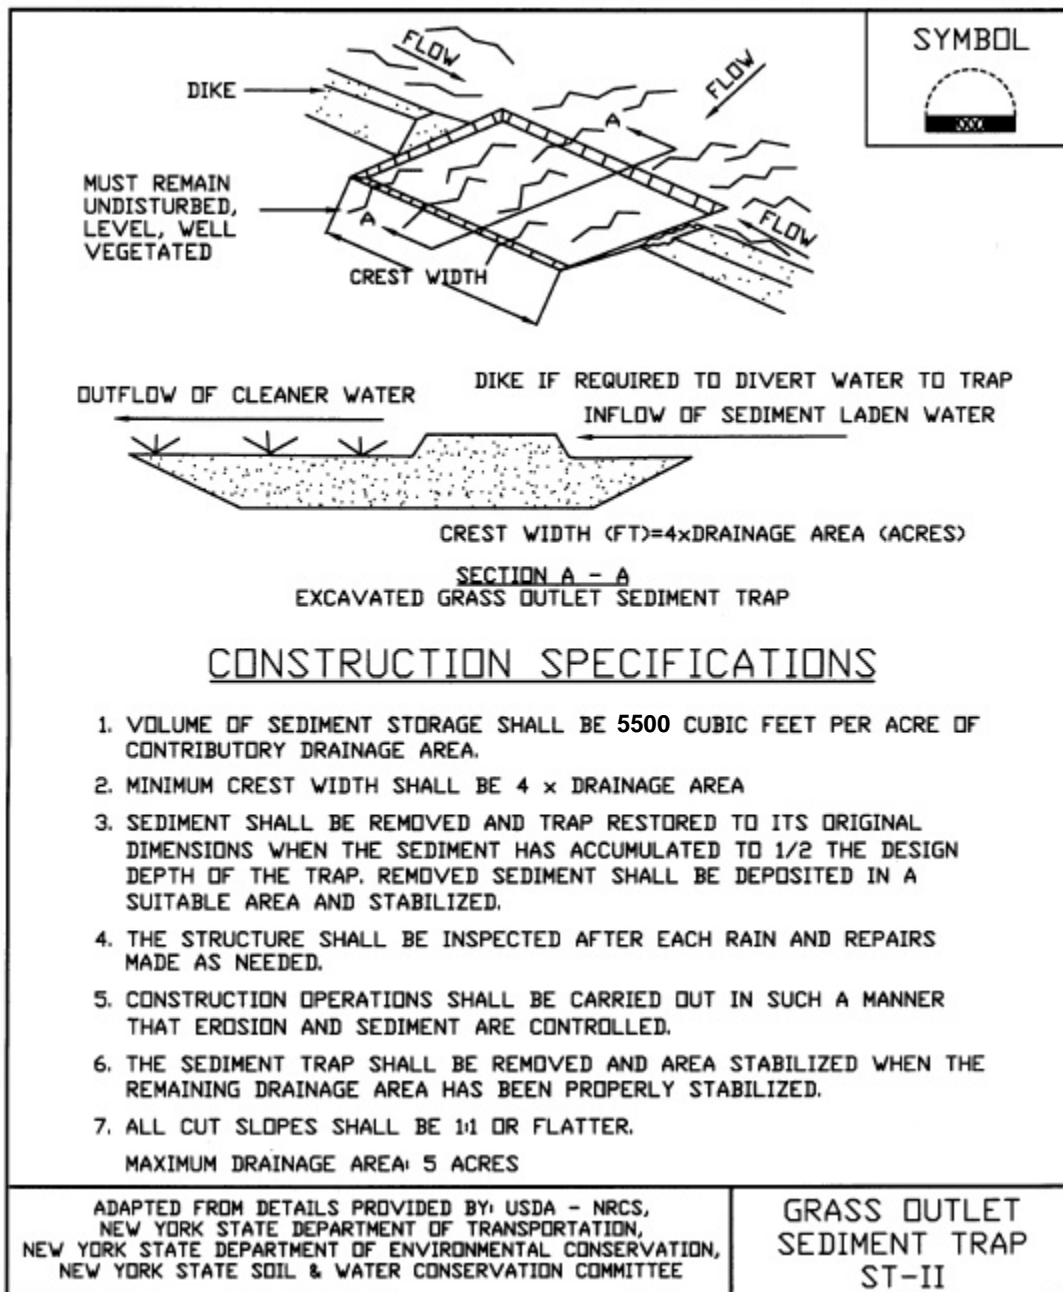 SYMBOL
FLOW
FLOW
DIKE
A
MUST REMAIN
UNDISTURBED,
LEVEL, WELL
VEGETATED
A
FLOW
CREST WIDTH
DIKE IF REQUIRED TO DIVERT WATER TO TRAP
OUTFLOW OF CLEANER WATER
INFLOW OF SEDIMENT LADEN WATER
CREST WIDTH (FT)=4xDRAINAGE AREA (ACRES)
SECTION A - A
EXCAVATED GRASS OUTLET SEDIMENT TRAP
CONSTRUCTION SPECIFICATIONS
1. VOLUME OF SEDIMENT STORAGE SHALL BE 5500 CUBIC FEET PER ACRE OF
CONTRIBUTORY DRAINAGE AREA.
2. MINIMUM CREST WIDTH SHALL BE 4 x DRAINAGE AREA
3. SEDIMENT SHALL BE REMOVED AND TRAP RESTORED TO ITS ORIGINAL
DIMENSIONS WHEN THE SEDIMENT HAS ACCUMULATED TO 1/2 THE DESIGN
DEPTH OF THE TRAP. REMOVED SEDIMENT SHALL BE DEPOSITED IN A
SUITABLE AREA AND STABILIZED.
4. THE STRUCTURE SHALL BE INSPECTED AFTER EACH RAIN AND REPAIRS
MADE AS NEEDED.
5. CONSTRUCTION OPERATIONS SHALL BE CARRIED OUT IN SUCH A MANNER
THAT EROSION AND SEDIMENT ARE CONTROLLED.
6. THE SEDIMENT TRAP SHALL BE REMOVED AND AREA STABILIZED WHEN THE
REMAINING DRAINAGE AREA HAS BEEN PROPERLY STABILIZED.
7. ALL CUT SLOPES SHALL BE 1:1 OR FLATTER.
MAXIMUM DRAINAGE AREA: 5 ACRES
ADAPTED FROM DETAILS PROVIDED BY: USDA - NRCS,
NEW YORK STATE DEPARTMENT OF TRANSPORTATION,
NEW YORK STATE DEPARTMENT OF ENVIRONMENTAL CONSERVATION,
NEW YORK STATE SOIL & WATER CONSERVATION COMMITTEE
GRASS OUTLET
SEDIMENT TRAP
ST-II